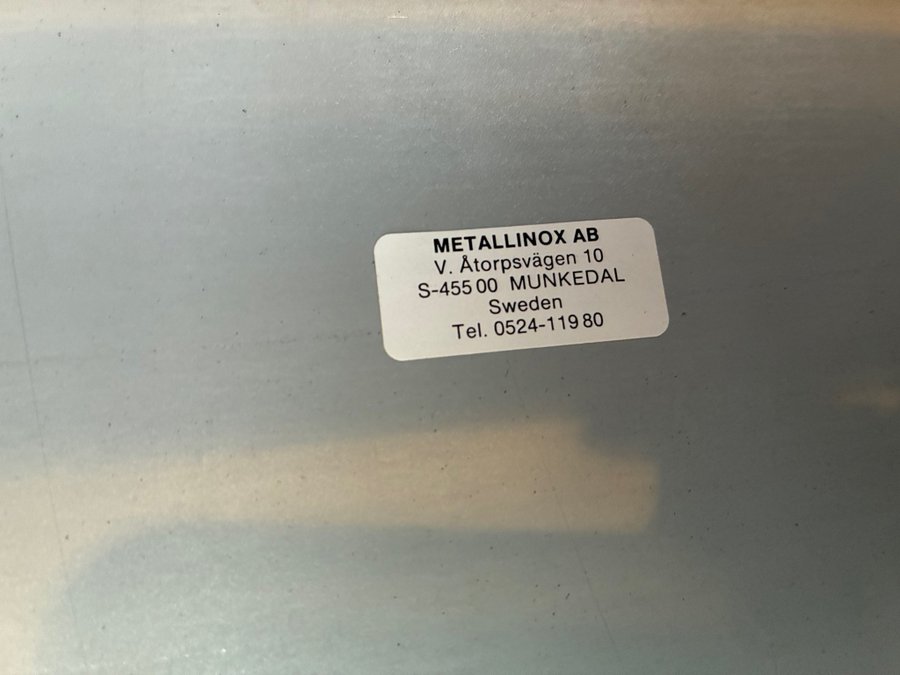 METALLINOX AB
V. Åtorpsvägen 10
S-455 00 MUNKEDAL
Sweden
Tel. 0524-119 80